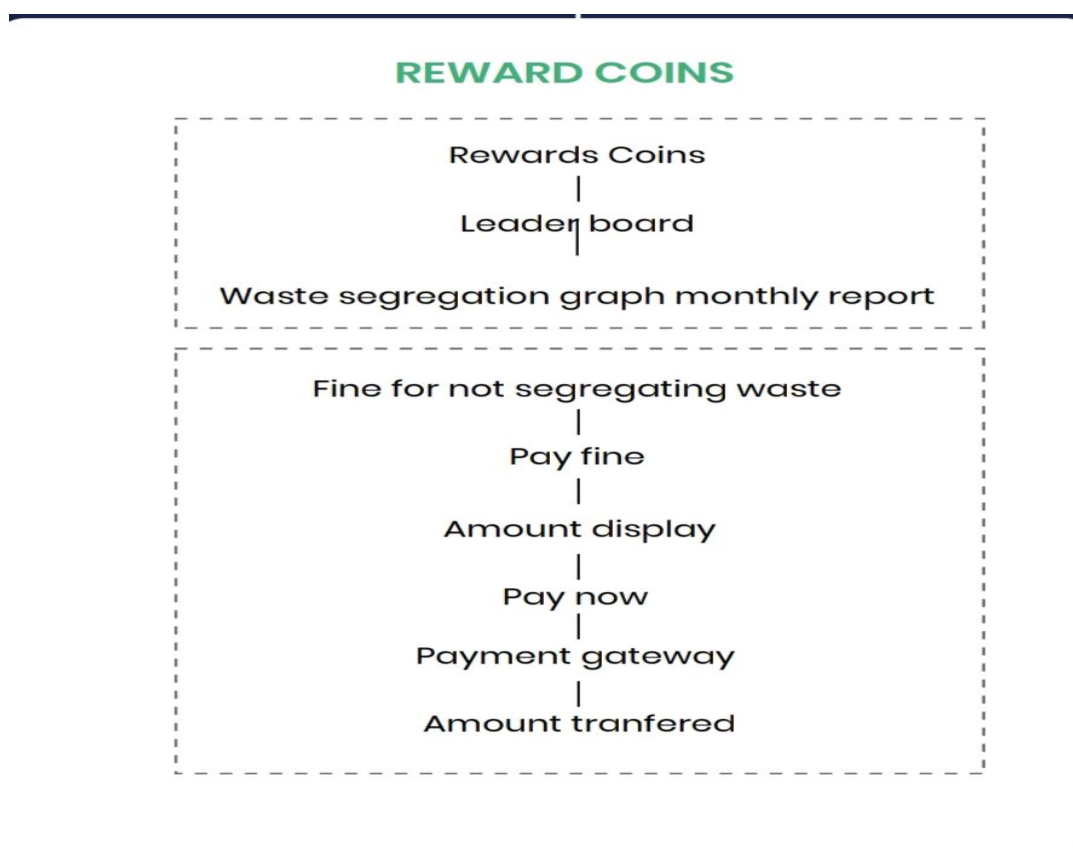 REWARD COINS
Rewards Coins
Leader board
Waste segregation graph monthly report
Fine for not segregating waste
Pay fine
Amount display
Pay now
Payment gateway
Amount tranfered